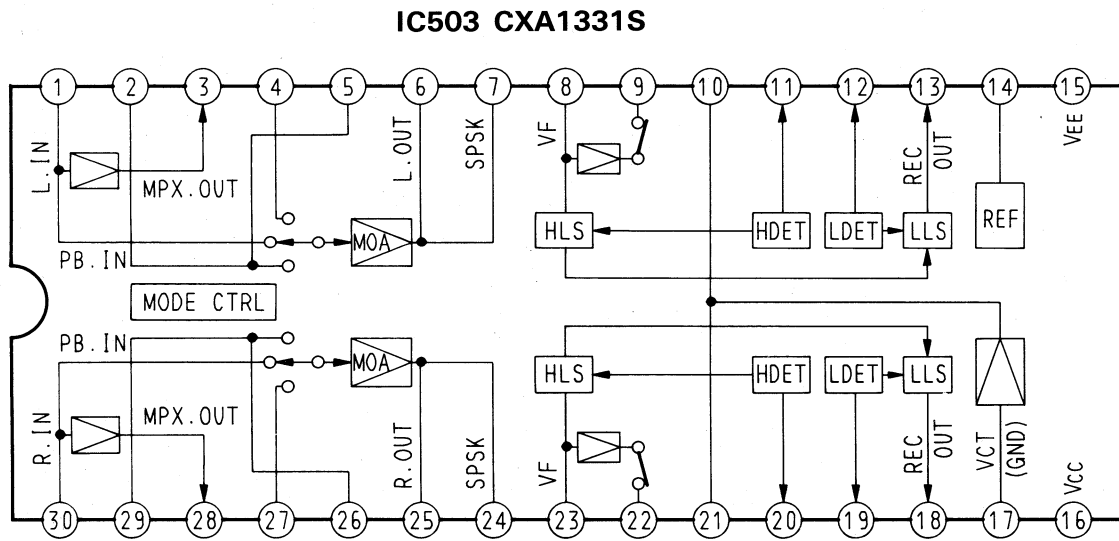 IC503 CXA1331S
1 2 3 4 5 6 7 8 9 10 11 12 13 14 15
L.IN
MPX.OUT
L.OUT
SPSK
VF
REC OUT
VEE
PB.IN
MOA
HLS
HDET
LDET
LLS
REF
MODE CTRL
PB.IN
MOA
HLS
HDET
LDET
LLS
R.IN
MPX.OUT
R.OUT
SPSK
VF
REC OUT
VCT (GND)
VCC
30 29 28 27 26 25 24 23 22 21 20 19 18 17 16